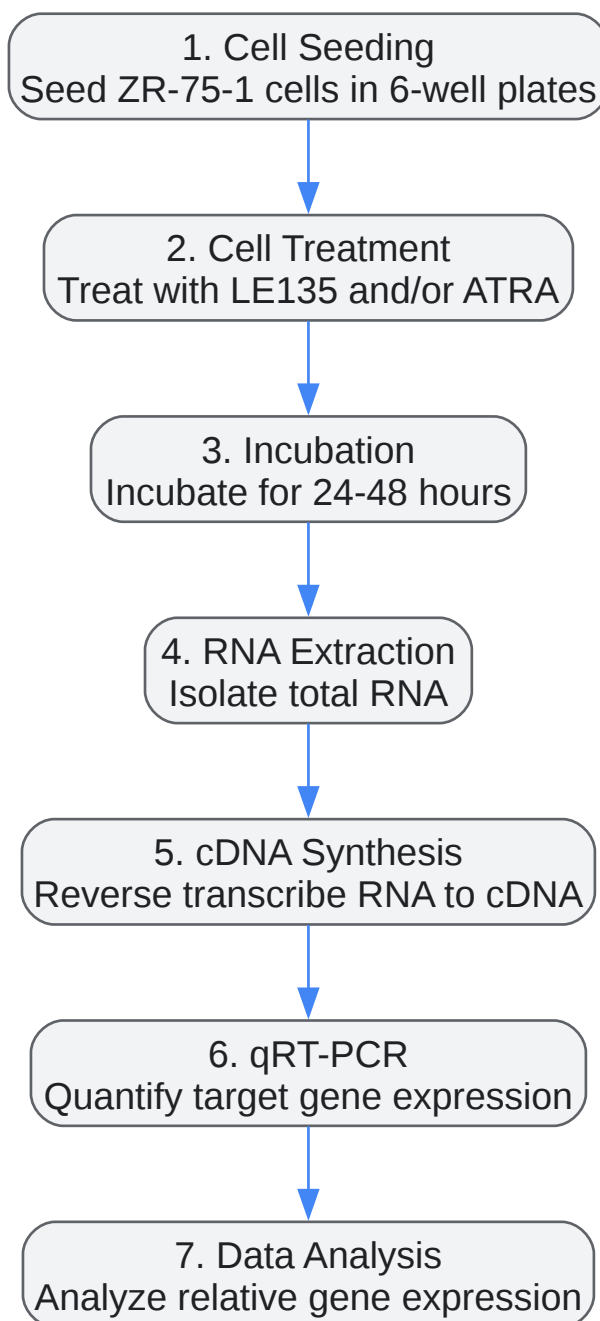 1. Cell Seeding
Seed ZR-75-1 cells in 6-well plates
2. Cell Treatment
Treat with LE135 and/or ATRA
3. Incubation
Incubate for 24-48 hours
4. RNA Extraction
Isolate total RNA
5. cDNA Synthesis
Reverse transcribe RNA to cDNA
6. qRT-PCR
Quantify target gene expression
7. Data Analysis
Analyze relative gene expression